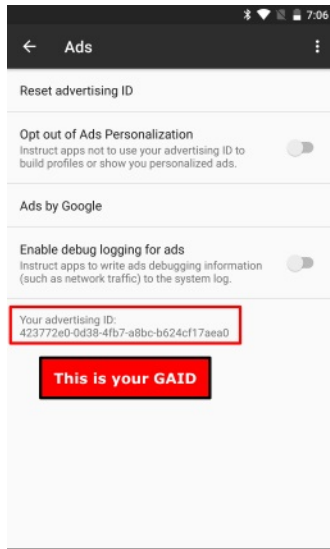 7:06
Ads
Reset advertising ID
Opt out of Ads Personalization
Instruct apps not to use your advertising ID to
build profiles or show you personalized ads.
Ads by Google
Enable debug logging for ads
Instruct apps to write ads debugging information
(such as network traffic) to the system log.
Your advertising ID:
423772e0-0d38-4fb7-a8bc-b624cf17aea0
This is your GAID